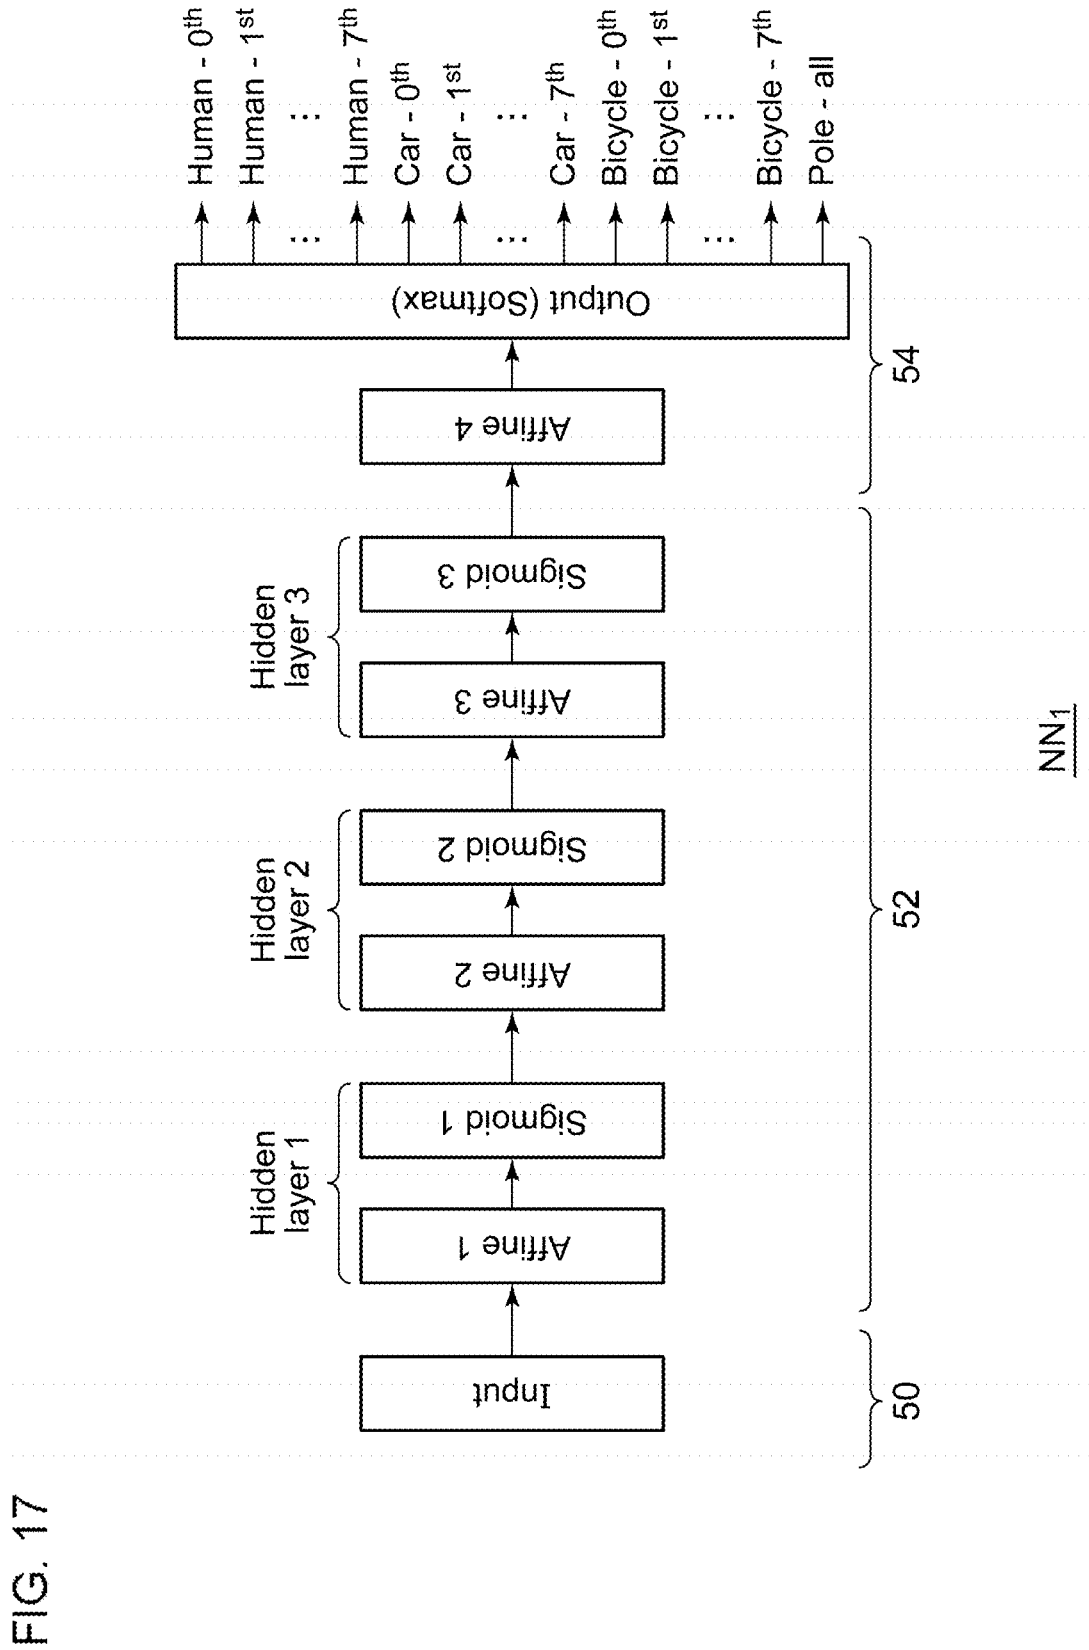 FIG. 17
Hidden
layer 1
Hidden
layer 2
Hidden
layer 3
Input
Affine 1
Sigmoid 1
Affine 2
Sigmoid 2
Affine 3
Sigmoid 3
Affine 4
Output (Softmax)
Human - 0th
Human - 1st
...
...
Human - 7th
Car - 0th
Car - 1st
...
...
Car - 7th
Bicycle - 0th
Bicycle - 1st
...
...
Bicycle - 7th
Pole - all
50
52
54
NN1